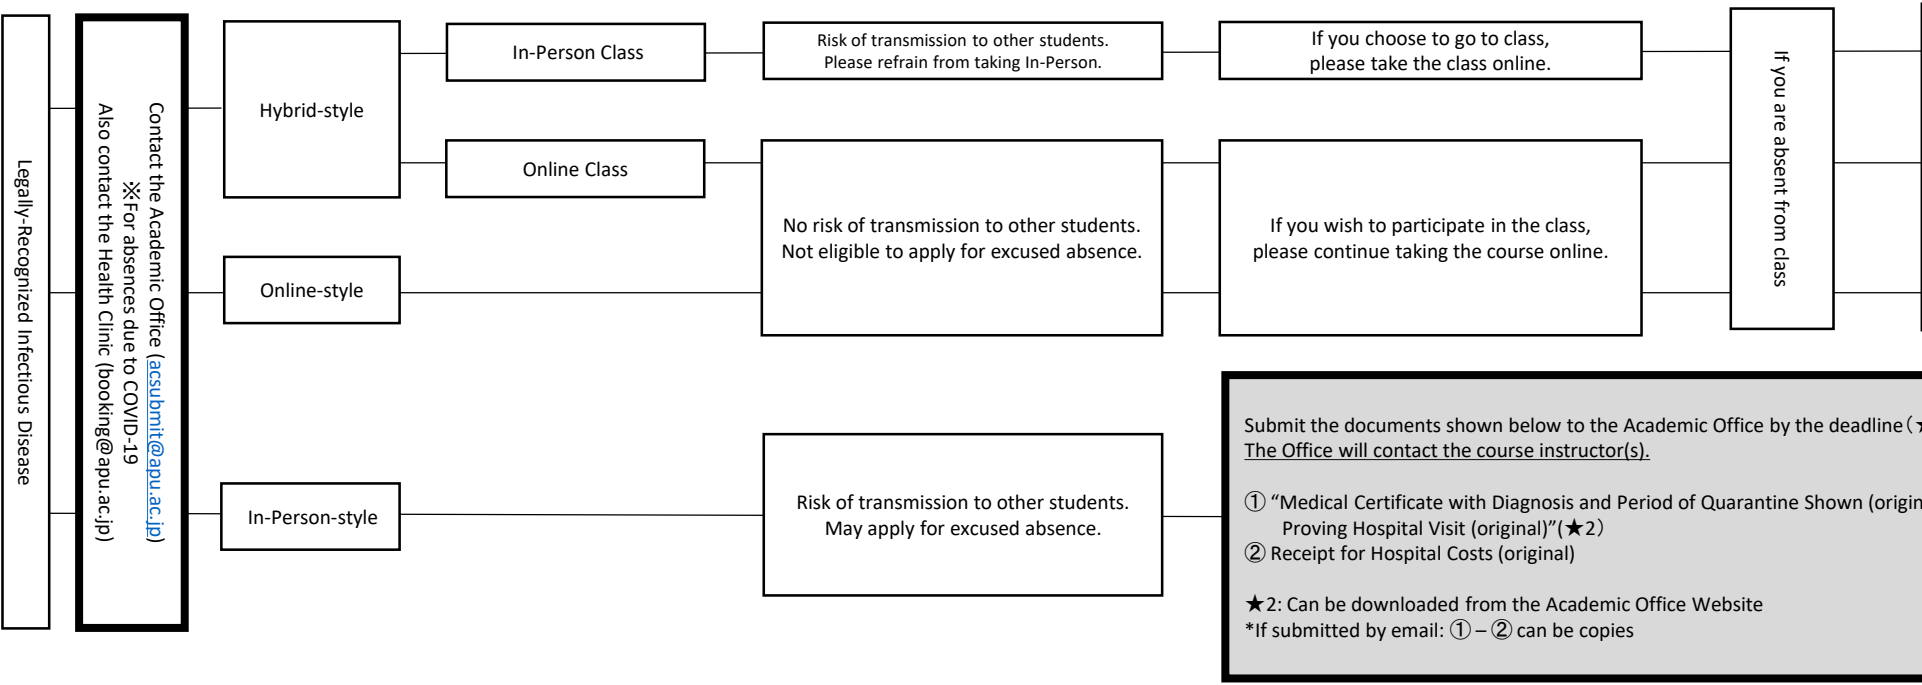 Legally-Recognized Infectious Disease
Contact the Academic Office (acsubmit@apu.ac.jp)
※For absences due to COVID-19
Also contact the Health Clinic (booking@apu.ac.jp)
Hybrid-style
In-Person Class
Risk of transmission to other students.
Please refrain from taking In-Person.
If you choose to go to class,
please take the class online.
Online Class
No risk of transmission to other students.
Not eligible to apply for excused absence.
If you wish to participate in the class,
please continue taking the course online.
If you are absent from class
Online-style
In-Person-style
Risk of transmission to other students.
May apply for excused absence.
Submit the documents shown below to the Academic Office by the deadline(
The Office will contact the course instructor(s).
① “Medical Certificate with Diagnosis and Period of Quarantine Shown
Proving Hospital Visit (original)”(★2)
② Receipt for Hospital Costs (original)
★2: Can be downloaded from the Academic Office Website
*If submitted by email: ① – ② can be copies